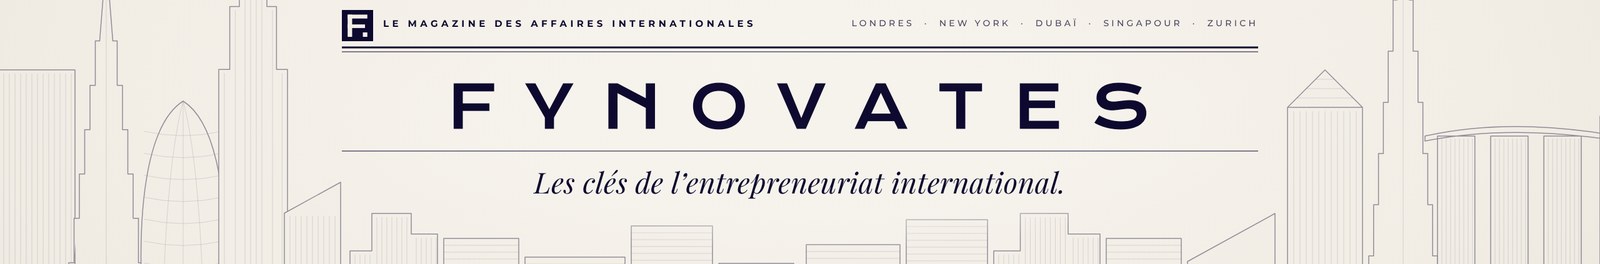 F. LE MAGAZINE DES AFFAIRES INTERNATIONALES
LONDRES · NEW YORK · DUBAÏ · SINGAPOUR · ZURICH
FYNOVATES
Les clés de l’entrepreneuriat international.